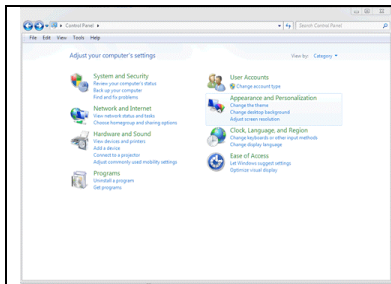 Control Panel
Search Control Panel
File Edit View Tools Help
Adjust your computer's settings
View by: Category
System and Security
Review your computer's status
Back up your computer
Find and fix problems
Network and Internet
View network status and tasks
Choose homegroup and sharing options
Hardware and Sound
View devices and printers
Add a device
Connect to a projector
Adjust commonly used mobility settings
Programs
Uninstall a program
Get programs
User Accounts
Change account type
Appearance and Personalization
Change the theme
Change desktop background
Adjust screen resolution
Clock, Language, and Region
Change keyboards or other input methods
Change display language
Ease of Access
Let Windows suggest settings
Optimize visual display